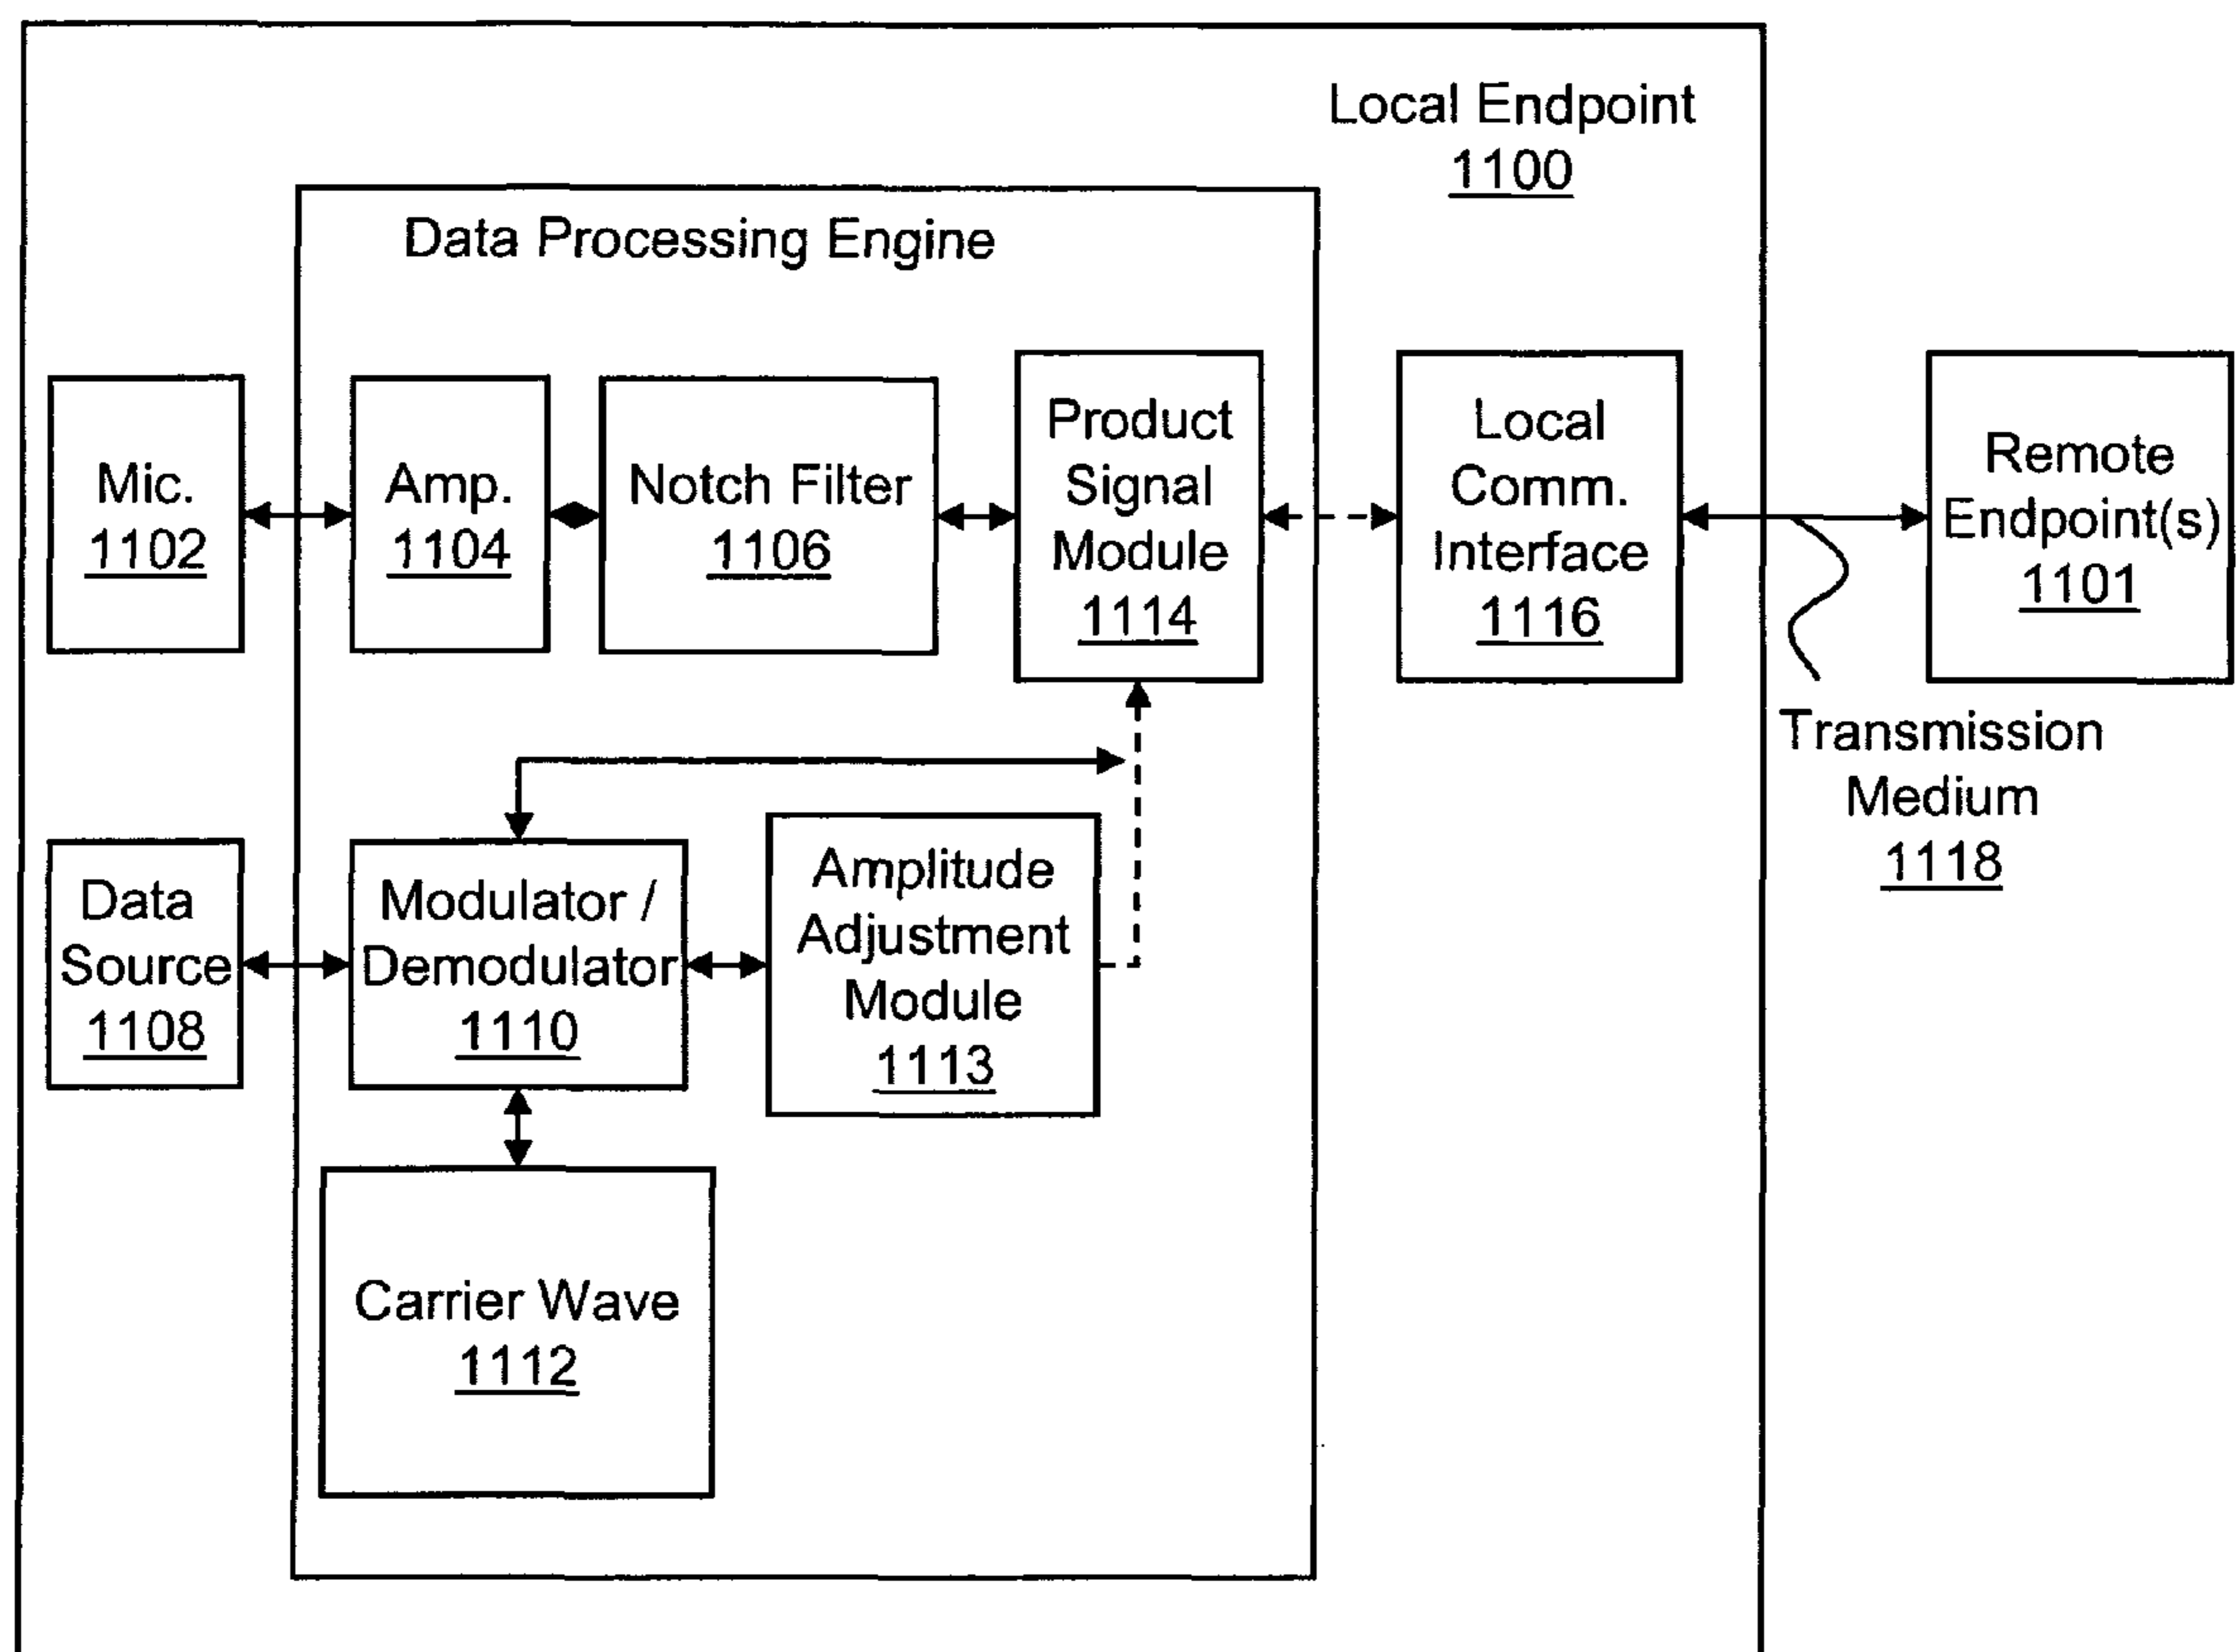 Local Endpoint
1100
Data Processing Engine
Mic.
1102
Amp.
1104
Notch Filter
1106
Product
Signal
Module
1114
Local
Comm.
Interface
1116
Remote
Endpoint(s)
1101
Transmission
Medium
1118
Data
Source
1108
Modulator /
Demodulator
1110
Amplitude
Adjustment
Module
1113
Carrier Wave
1112